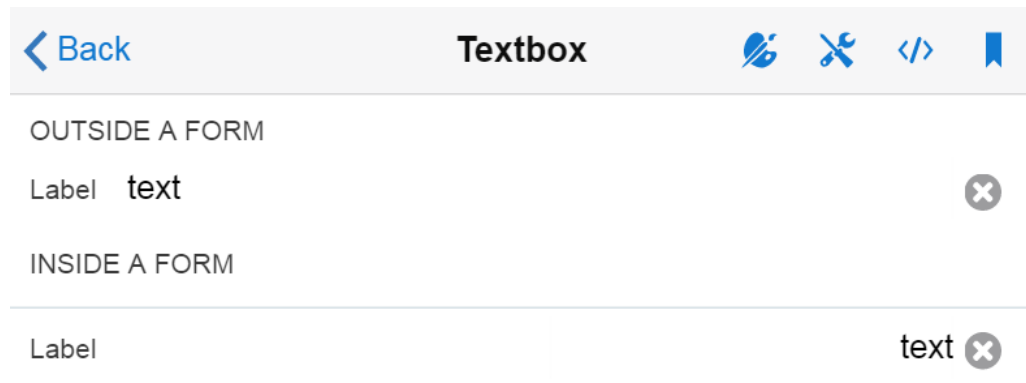 Back Textbox </>
OUTSIDE A FORM
Label text
INSIDE A FORM
Label text